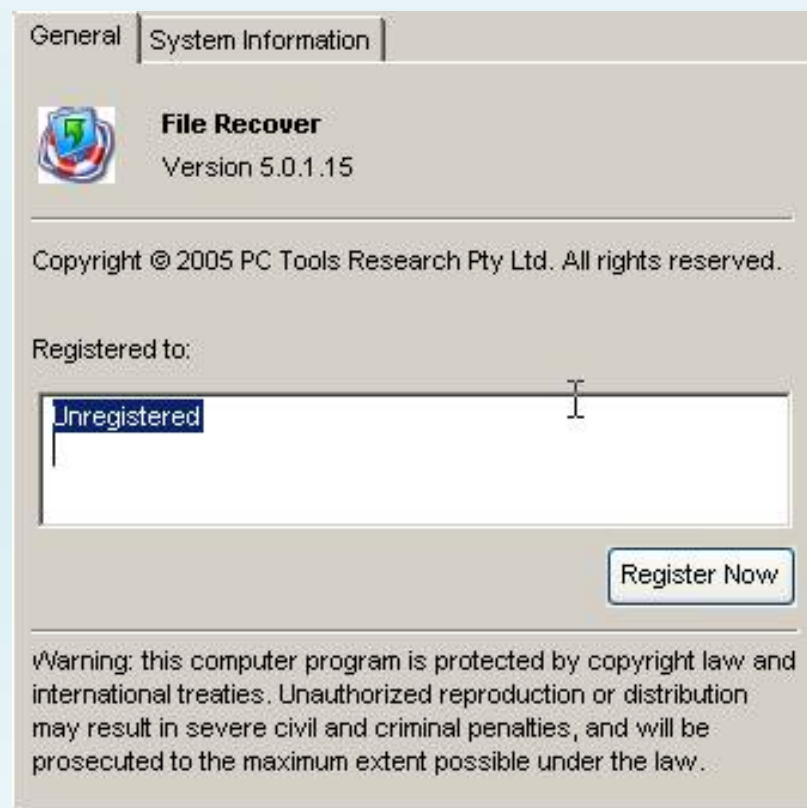 General
System Information
File Recover
Version 5.0.1.15
Copyright © 2005 PC Tools Research Pty Ltd. All rights reserved.
Registered to:
Unregistered
Register Now
Warning: this computer program is protected by copyright law and
international treaties. Unauthorized reproduction or distribution
may result in severe civil and criminal penalties, and will be
prosecuted to the maximum extent possible under the law.